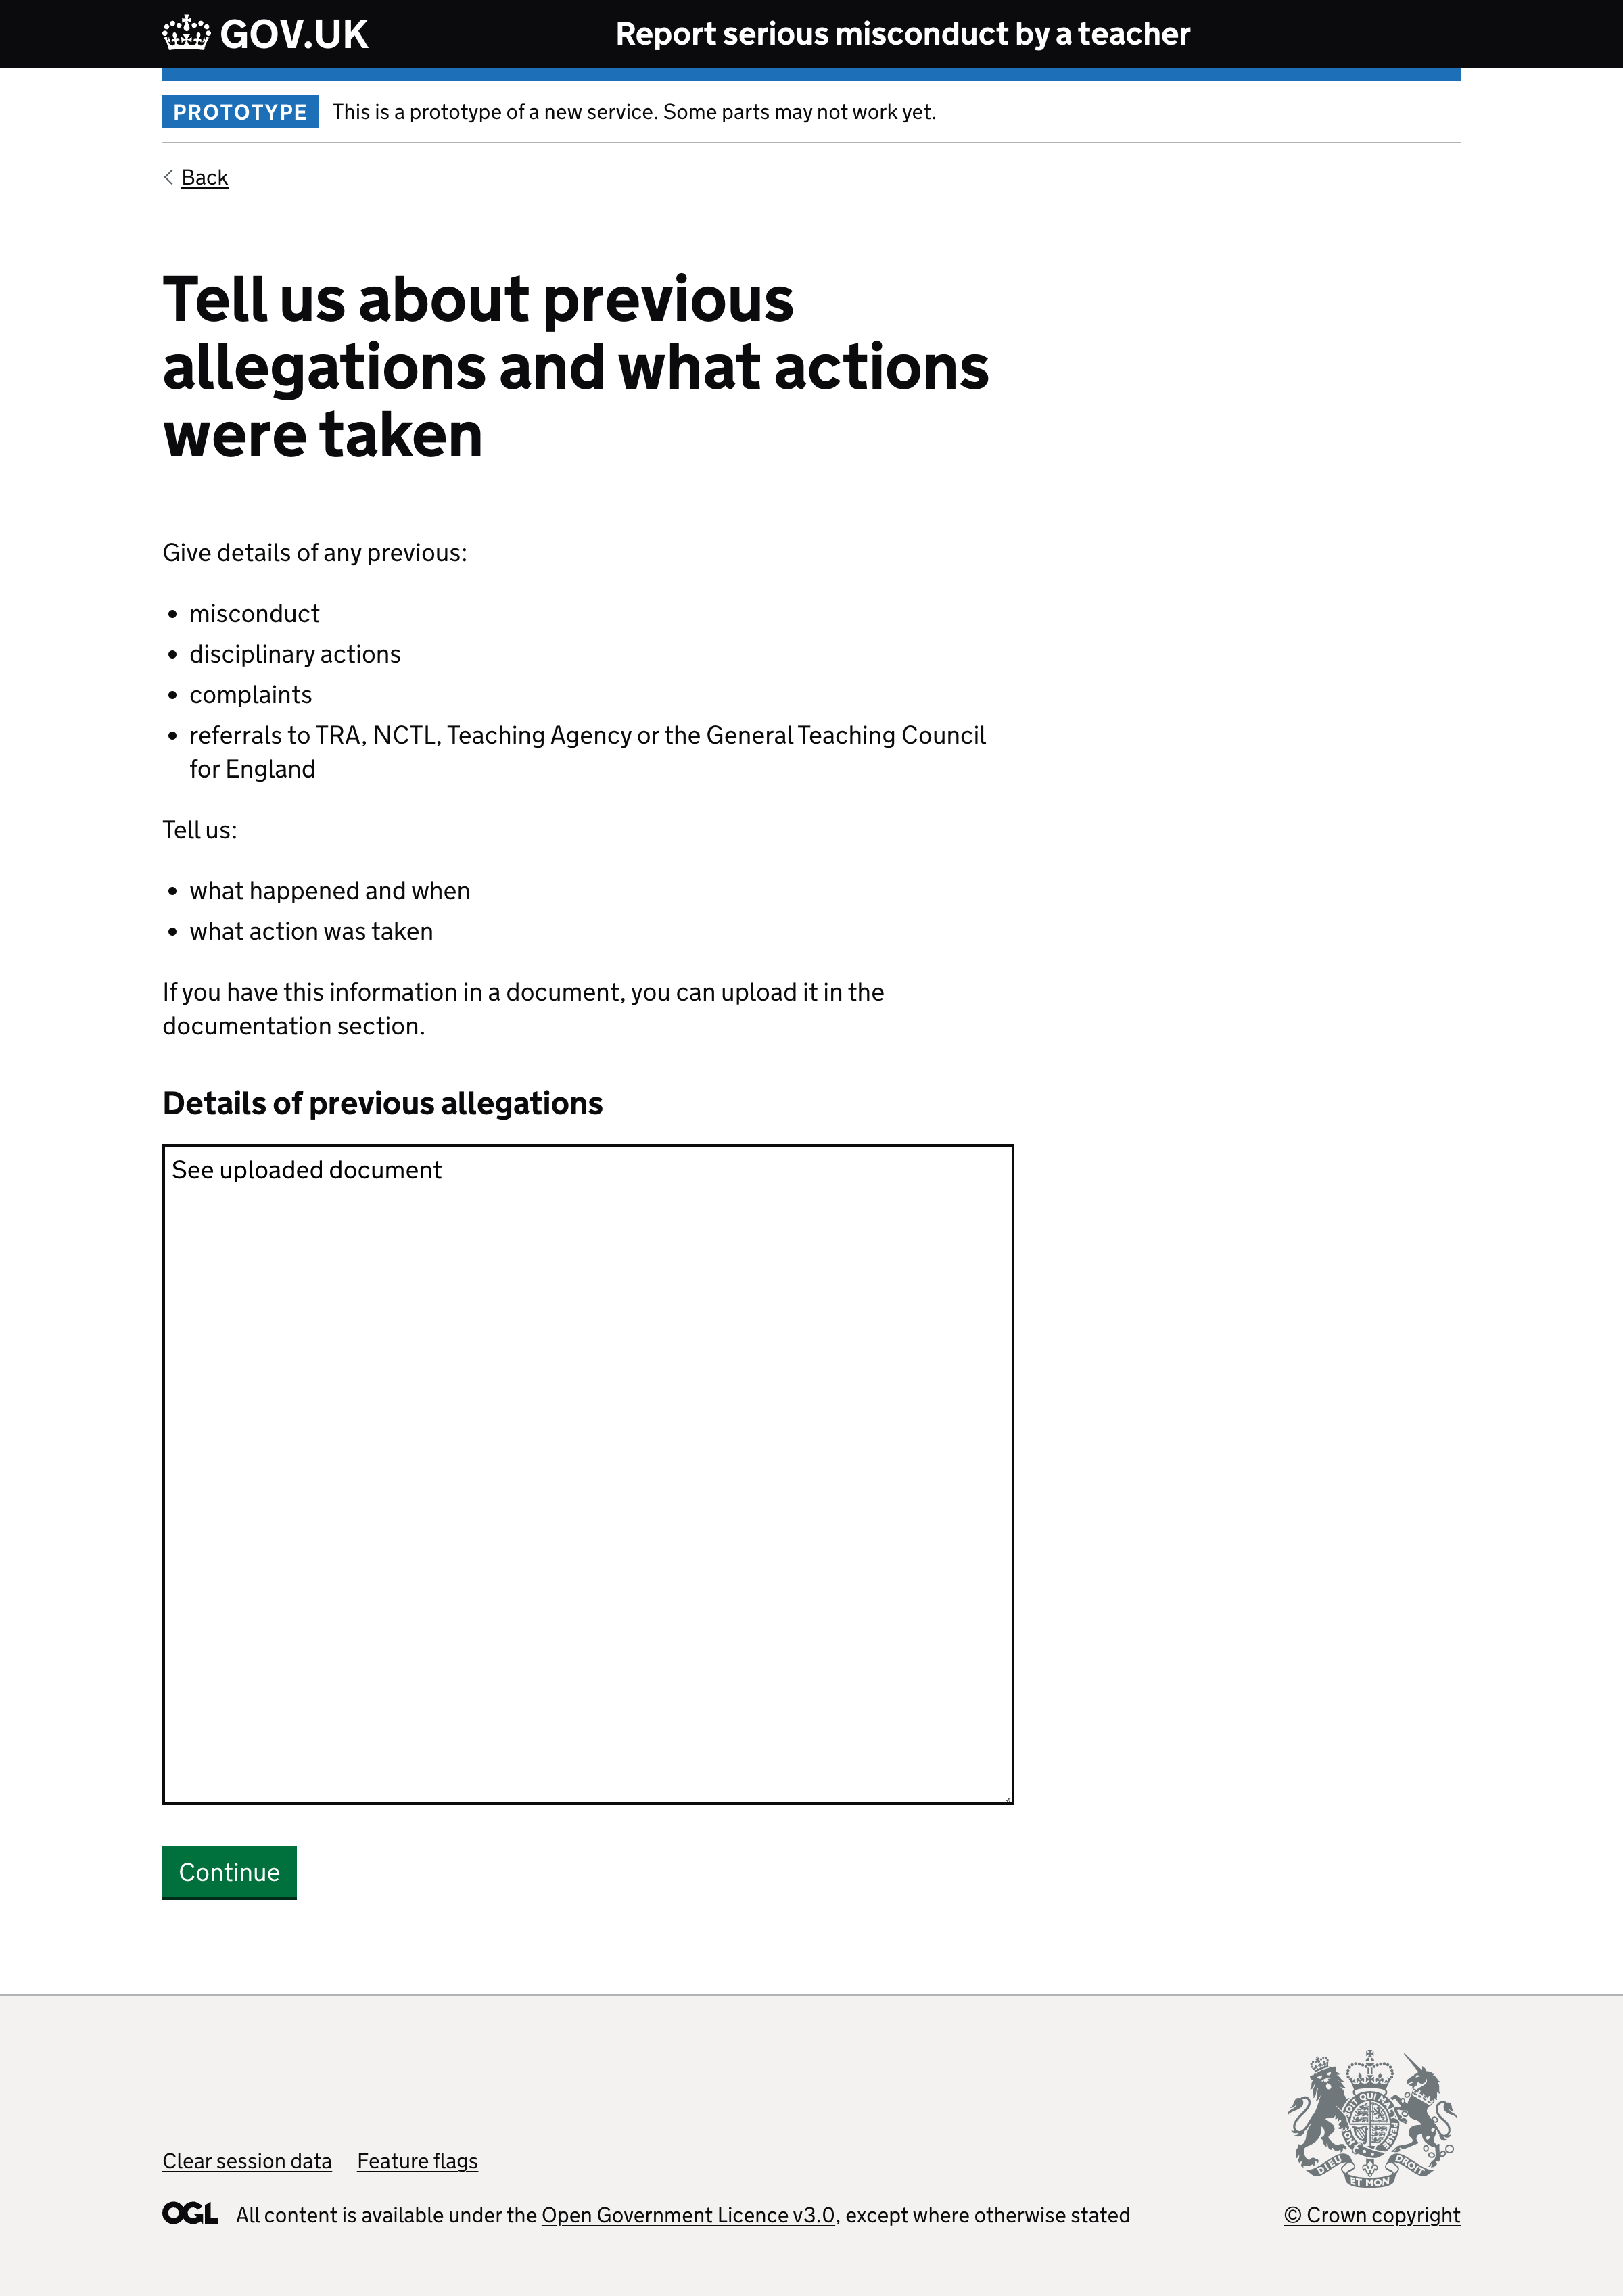 GOV.UK
Report serious misconduct by a teacher
PROTOTYPE
This is a prototype of a new service. Some parts may not work yet.
Back
Tell us about previous
allegations and what actions
were taken
Give details of any previous:
• misconduct
• disciplinary actions
• complaints
• referrals to TRA, NCTL, Teaching Agency or the General Teaching Council
for England
Tell us:
• what happened and when
• what action was taken
If you have this information in a document, you can upload it in the
documentation section.
Details of previous allegations
See uploaded document
Continue
DIEU ET MON DROIT
Clear session data
Feature flags
OGL
All content is available under the Open Government Licence v3.0, except where otherwise stated
© Crown copyright